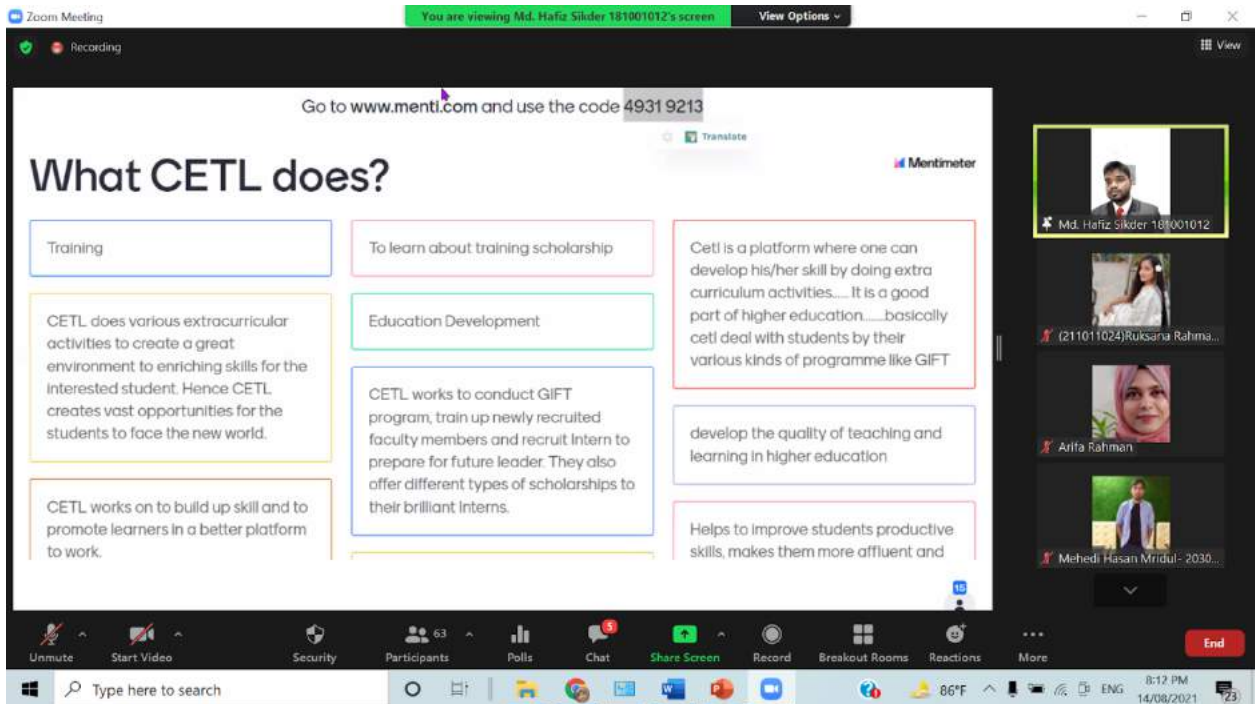 Zoom Meeting
You are viewing Md. Hafiz Sikder 181001012's screen
View Options
Recording
View
Go to www.menti.com and use the code 4931 9213
Translate
What CETL does?
Mentimeter
Training
CETL does various extracurricular
activities to create a great
environment to enriching skills for the
interested student. Hence CETL
creates vast opportunities for the
students to face the new world.
CETL works on to build up skill and to
promote learners in a better platform
to work.
To learn about training scholarship
Education Development
CETL works to conduct GIFT
program, train up newly recruited
faculty members and recruit Intern to
prepare for future leader. They also
offer different types of scholarships to
their brilliant Interns.
Cetl is a platform where one can
develop his/her skill by doing extra
curriculum activities..... It is a good
part of higher education.......basically
cetl deal with students by their
various kinds of programme like GIFT
develop the quality of teaching and
learning in higher education
Helps to improve students productive
skills, makes them more affluent and
15
Md. Hafiz Sikder 181001012
(211011024)Ruksana Rahma...
Arifa Rahman
Mehedi Hasan Mridul- 2030...
Unmute
Start Video
Security
63
Participants
Polls
5
Chat
Share Screen
Record
Breakout Rooms
Reactions
More
End
Type here to search
86°F
ENG
8:12 PM
14/08/2021
23